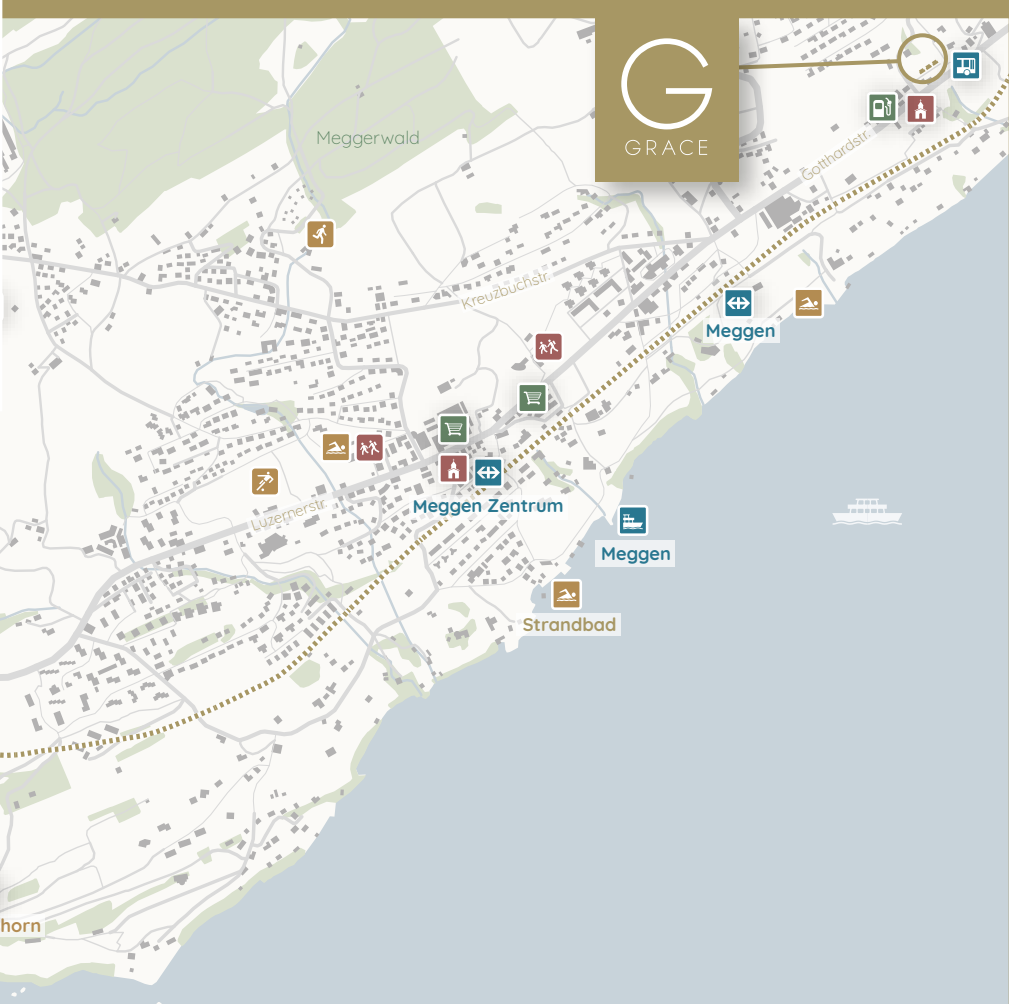 G
GRACE
Meggerwald
Gotthardstr.
Kreuzbuchstr.
Meggen
Luzernerstr.
Meggen Zentrum
Meggen
Strandbad
horn